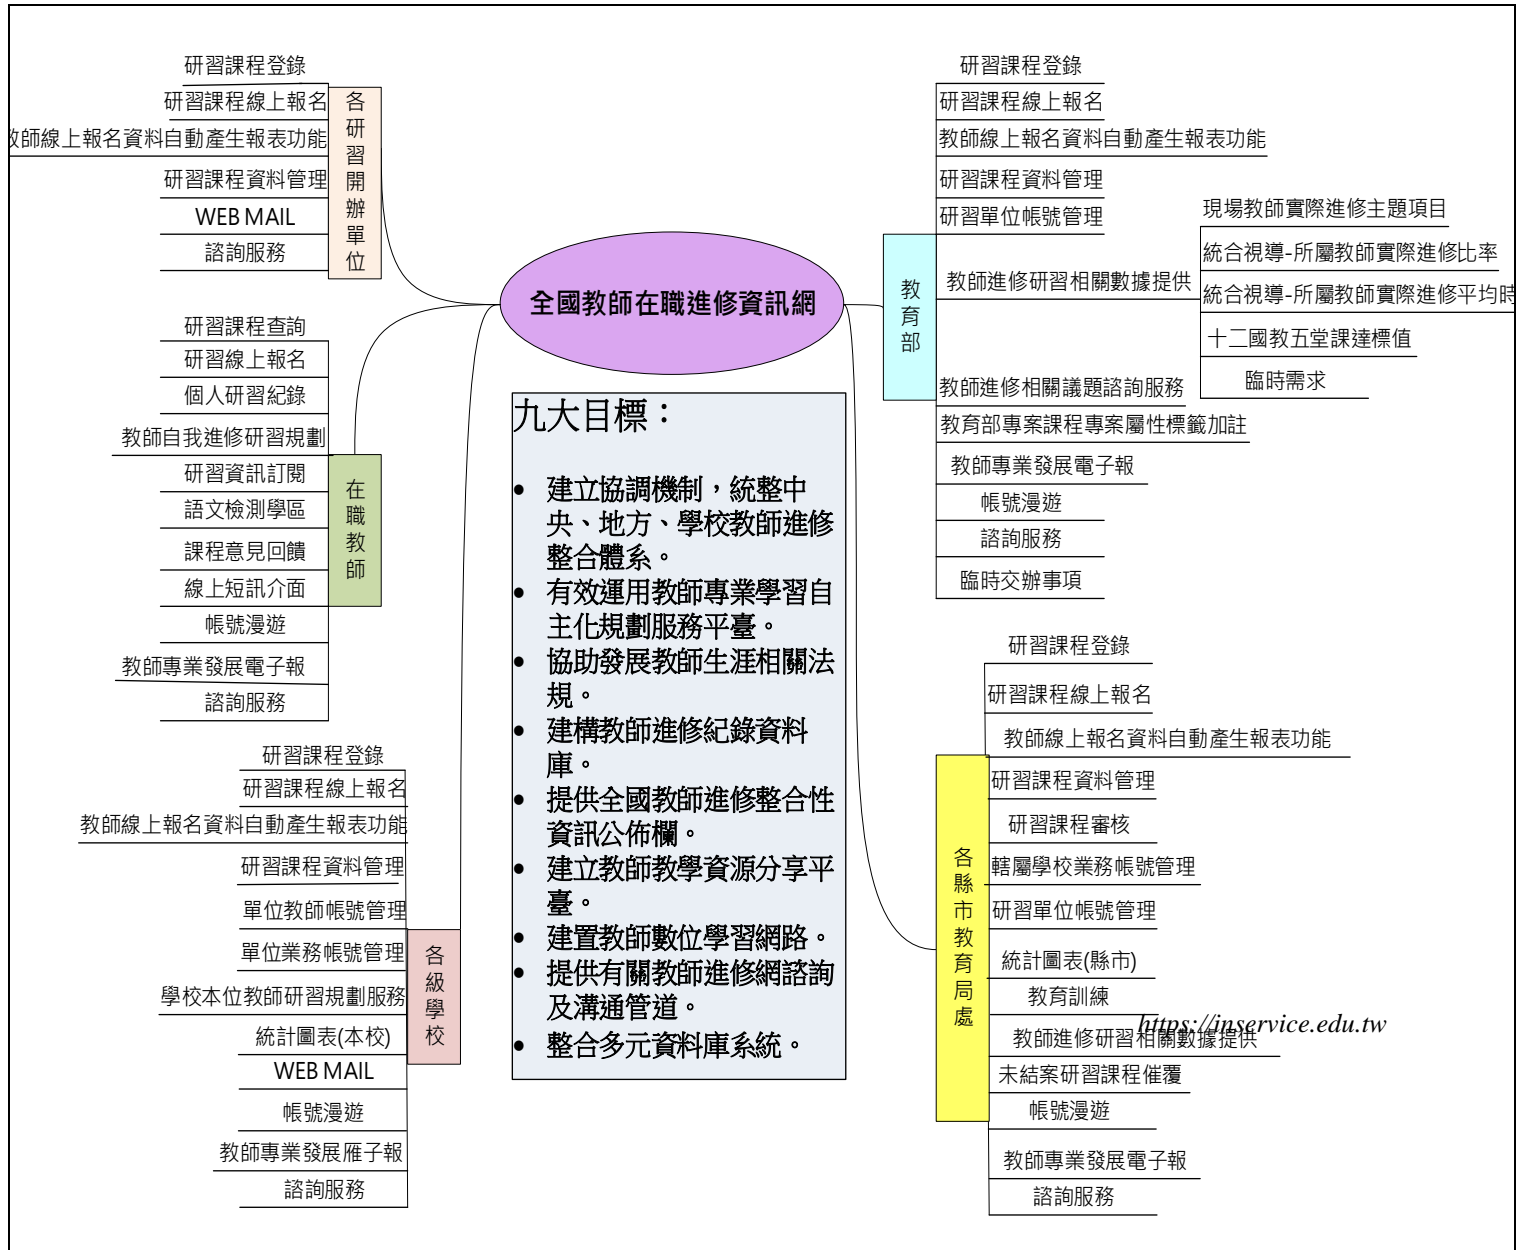 研習課程登錄
研習課程線上報名
教師線上報名資料自動產生報表功能
研習課程資料管理
WEB MAIL
諮詢服務
各研習開辦單位
研習課程查詢
研習線上報名
個人研習紀錄
教師自我進修研習規劃
研習資訊訂閱
語文檢測學區
課程意見回饋
線上短訊介面
帳號漫遊
教師專業發展電子報
諮詢服務
在職教師
研習課程登錄
研習課程線上報名
教師線上報名資料自動產生報表功能
研習課程資料管理
單位教師帳號管理
單位業務帳號管理
學校本位教師研習規劃服務
統計圖表(本校)
WEB MAIL
帳號漫遊
教師專業發展雁子報
諮詢服務
各級學校
全國教師在職進修資訊網
九大目標：
• 建立協調機制，統整中
央、地方、學校教師進修
整合體系。
• 有效運用教師專業學習自
主化規劃服務平臺。
• 協助發展教師生涯相關法
規。
• 建構教師進修紀錄資料
庫。
• 提供全國教師進修整合性
資訊公佈欄。
• 建立教師教學資源分享平
臺。
• 建置教師數位學習網路。
• 提供有關教師進修網諮詢
及溝通管道。
• 整合多元資料庫系統。
教育部
研習課程登錄
研習課程線上報名
教師線上報名資料自動產生報表功能
研習課程資料管理
研習單位帳號管理
教師進修研習相關數據提供
現場教師實際進修主題項目
統合視導-所屬教師實際進修比率
統合視導-所屬教師實際進修平均時
十二國教五堂課達標值
臨時需求
教師進修相關議題諮詢服務
教育部專案課程專案屬性標籤加註
教師專業發展電子報
帳號漫遊
諮詢服務
臨時交辦事項
各縣市教育局處
研習課程登錄
研習課程線上報名
教師線上報名資料自動產生報表功能
研習課程資料管理
研習課程審核
轄屬學校業務帳號管理
研習單位帳號管理
統計圖表(縣市)
教育訓練
https://inservice.edu.tw
教師進修研習相關數據提供
未結案研習課程催覆
帳號漫遊
教師專業發展電子報
諮詢服務